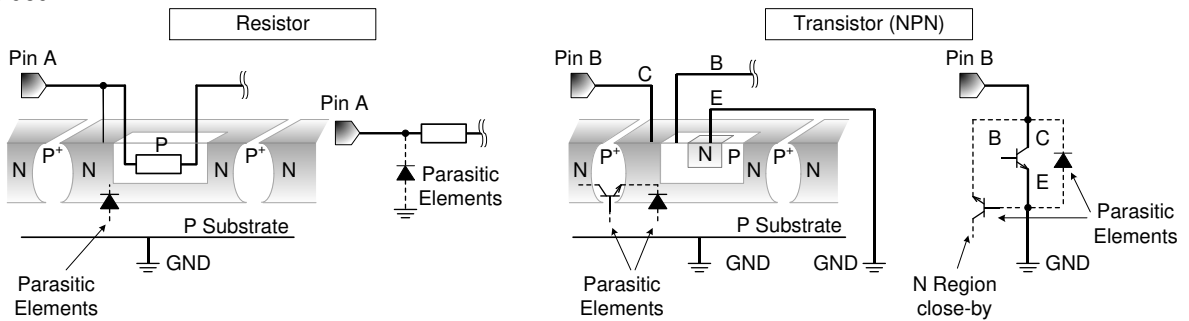 Resistor
Transistor (NPN)
Pin A
Pin A
N
P+
N
P
N
P+
N
Parasitic
Elements
P Substrate
GND
Parasitic
Elements
Pin B
C
B
E
N
P+
N
N
P
N
P+
N
P Substrate
GND
GND
Parasitic
Elements
Pin B
B
C
E
Parasitic
Elements
GND
N Region
close-by